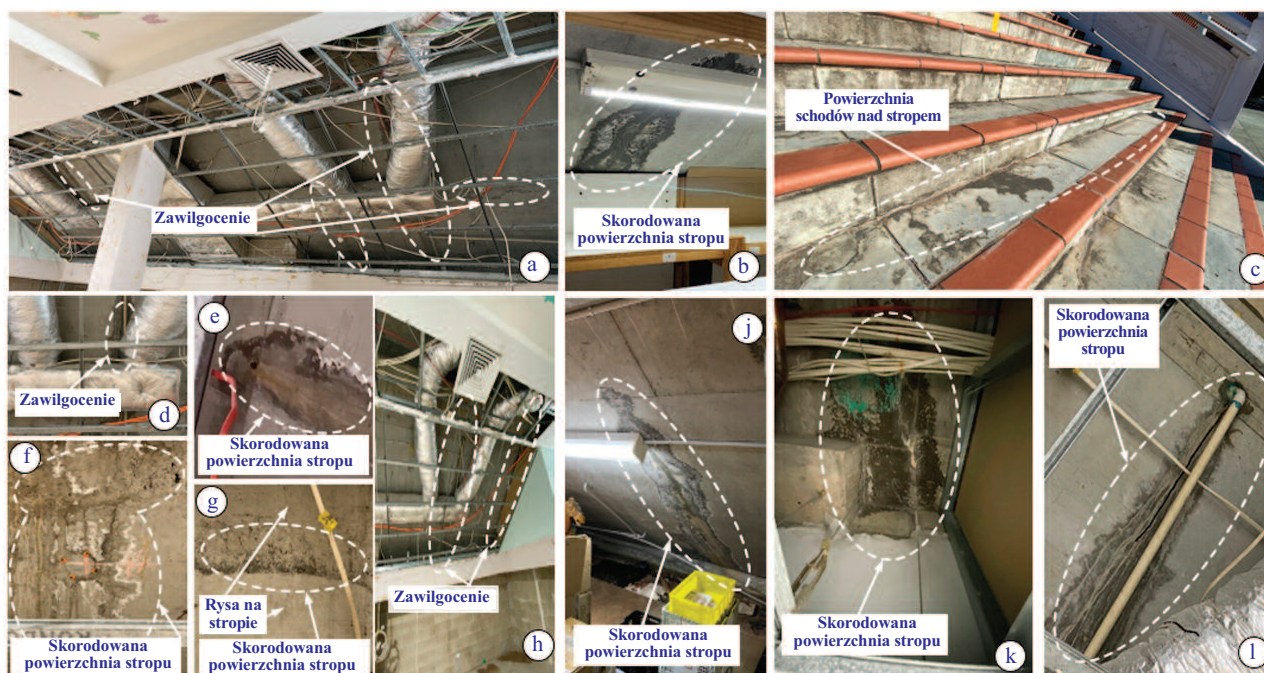 Zawilgocenie
a
Skorodowana
powierzchnia stropu
b
Powierzchnia
schodów nad stropem
c
Zawilgocenie
d
e
Skorodowana
powierzchnia stropu
f
Skorodowana
powierzchnia stropu
g
Rysa na
stropie
Skorodowana
powierzchnia stropu
Zawilgocenie
h
j
Skorodowana
powierzchnia stropu
Skorodowana
powierzchnia stropu
k
Skorodowana
powierzchnia
stropu
l